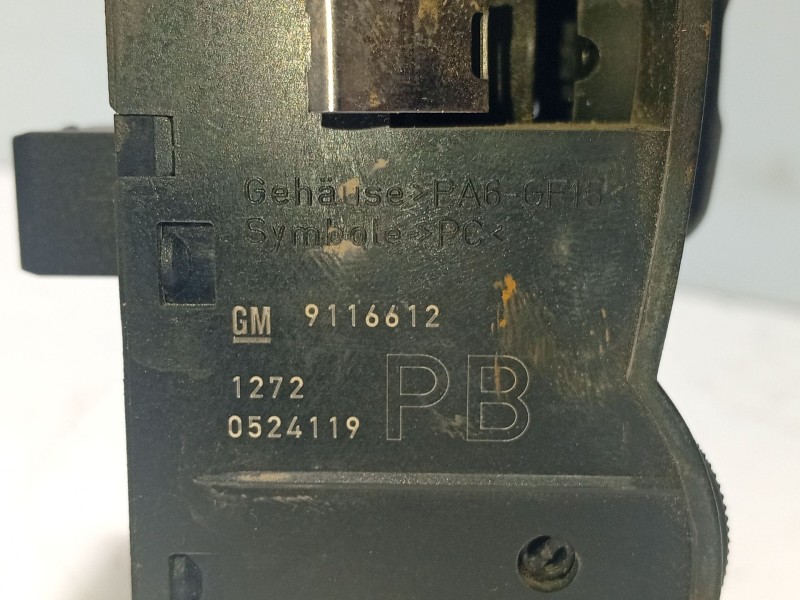 Gehäuse >PA6-GF15
Symbole >PC<
GM 9116612
1272
0524119
PB